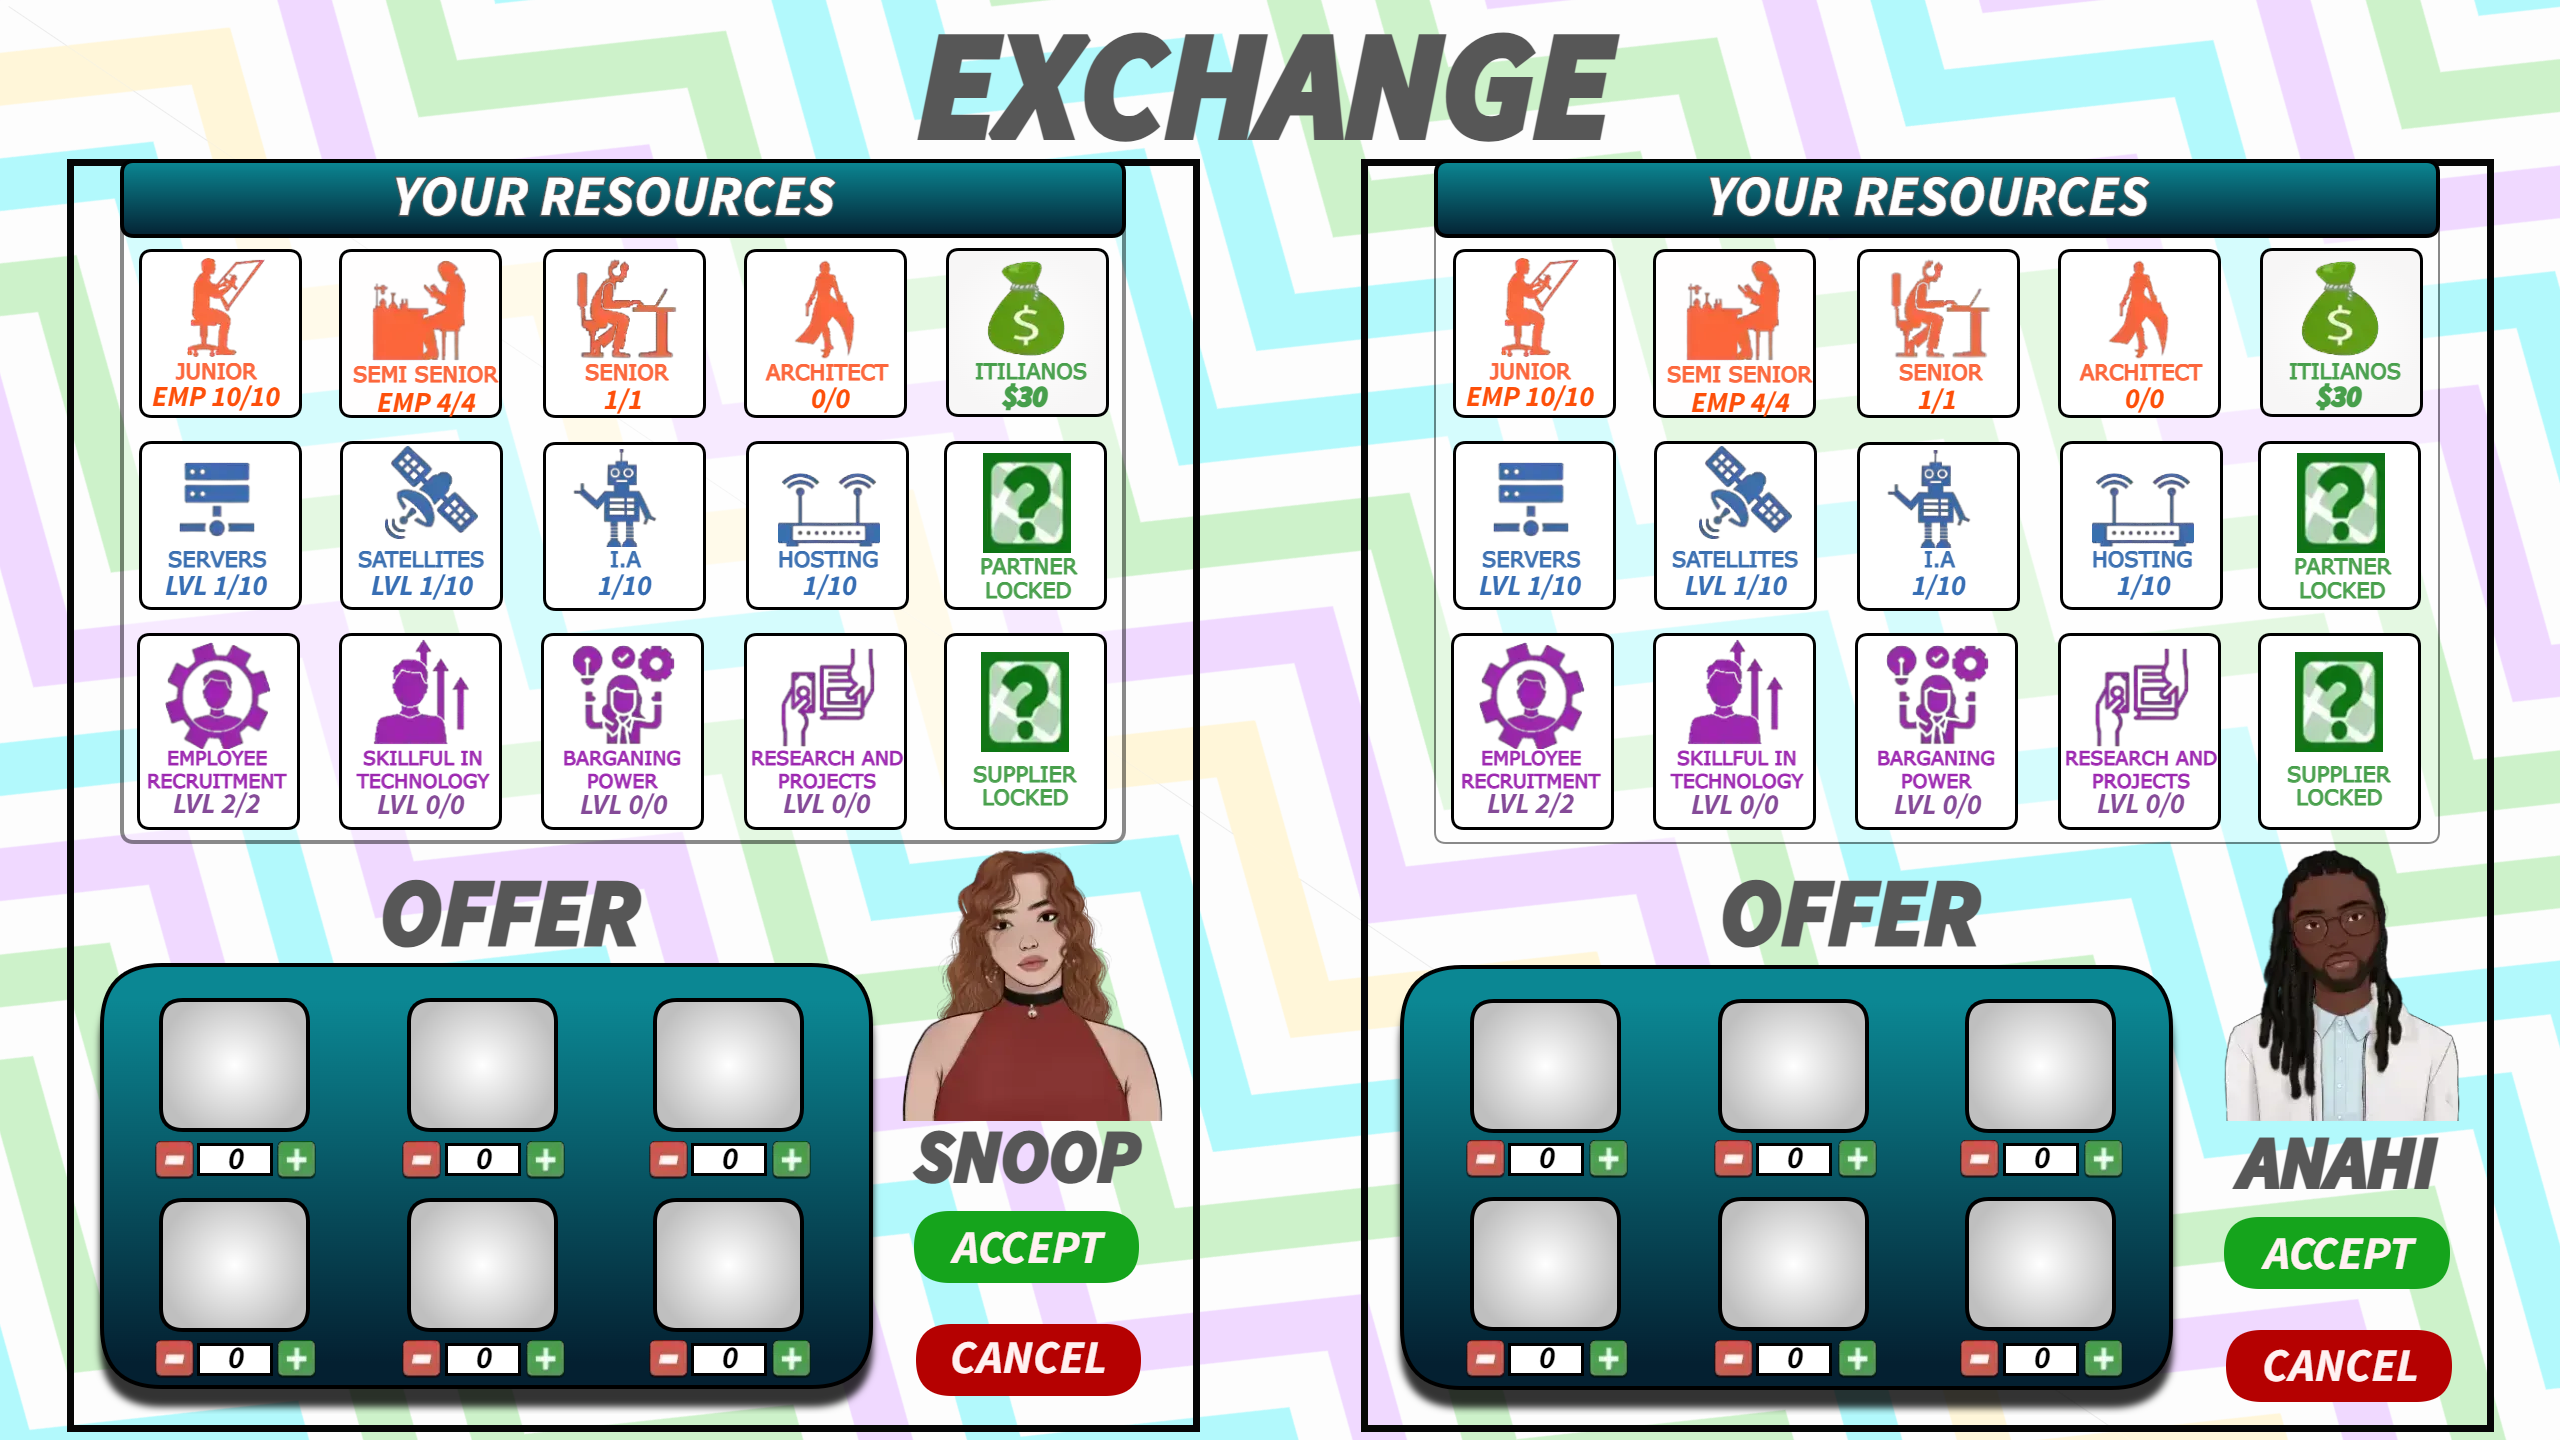 EXCHANGE
YOUR RESOURCES
JUNIOR
EMP 10/10
SEMI SENIOR
EMP 4/4
SENIOR
1/1
ARCHITECT
0/0
ITILIANOS
$30
SERVERS
LVL 1/10
SATELLITES
LVL 1/10
I.A
1/10
HOSTING
1/10
PARTNER
LOCKED
EMPLOYEE
RECRUITMENT
LVL 2/2
SKILLFUL IN
TECHNOLOGY
LVL 0/0
BARGANING
POWER
LVL 0/0
RESEARCH AND
PROJECTS
LVL 0/0
SUPPLIER
LOCKED
OFFER
0
0
0
0
0
0
SNOOP
ACCEPT
CANCEL
YOUR RESOURCES
JUNIOR
EMP 10/10
SEMI SENIOR
EMP 4/4
SENIOR
1/1
ARCHITECT
0/0
ITILIANOS
$30
SERVERS
LVL 1/10
SATELLITES
LVL 1/10
I.A
1/10
HOSTING
1/10
PARTNER
LOCKED
EMPLOYEE
RECRUITMENT
LVL 2/2
SKILLFUL IN
TECHNOLOGY
LVL 0/0
BARGANING
POWER
LVL 0/0
RESEARCH AND
PROJECTS
LVL 0/0
SUPPLIER
LOCKED
OFFER
0
0
0
0
0
0
ANAHI
ACCEPT
CANCEL